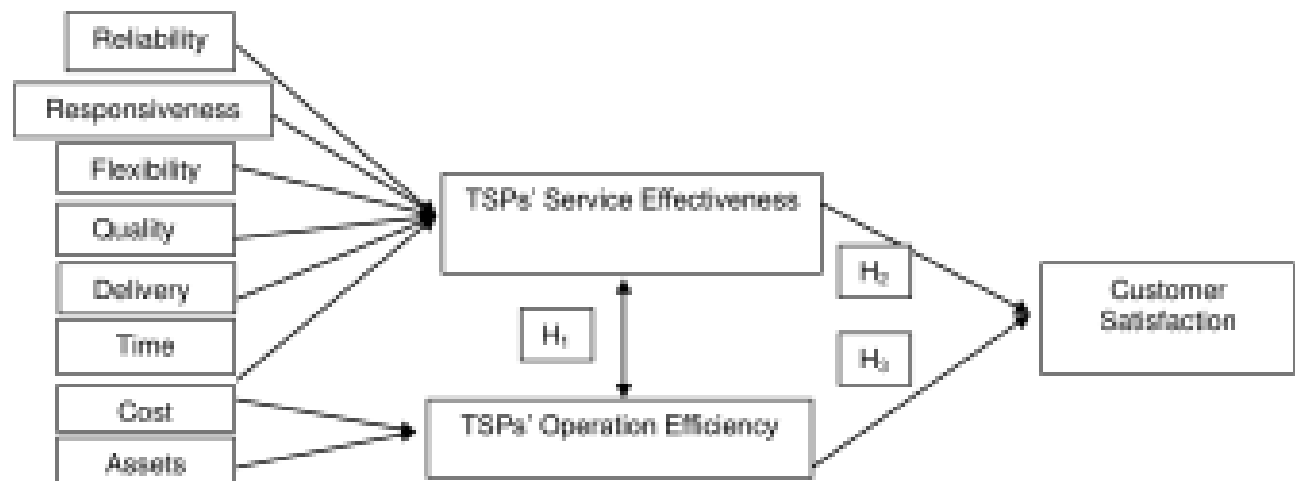 Reliability
Responsiveness
Flexibility
Quality
Delivery
Time
Cost
Assets
TSPs' Service Effectiveness
H₁
TSPs' Operation Efficiency
H₂
H₃
Customer
Satisfaction